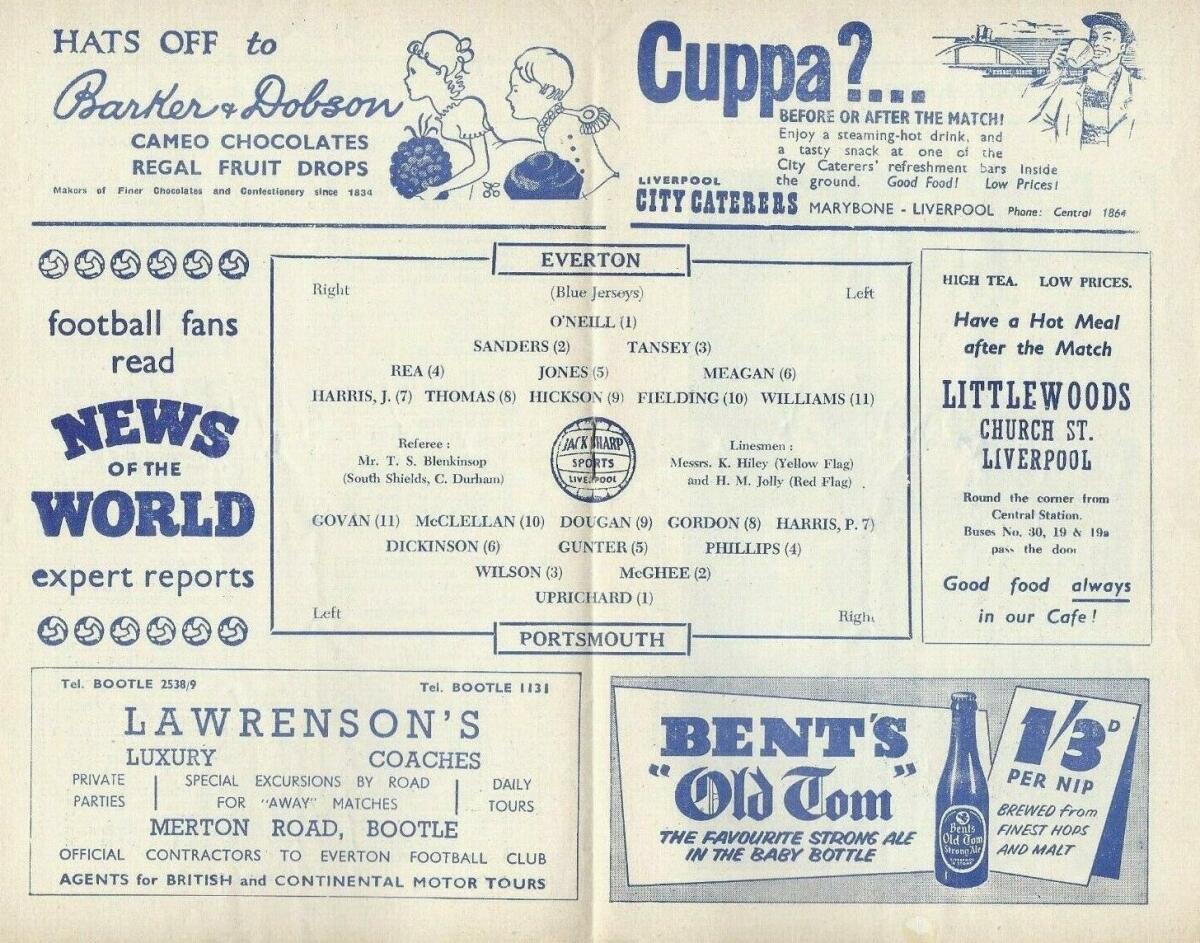 HATS OFF to
Barker & Dobson
CAMEO CHOCOLATES
REGAL FRUIT DROPS
Makers of Finer Chocolates and Confectionery since 1834
Cuppa?....
BEFORE OR AFTER THE MATCH!
Enjoy a steaming-hot drink, and
a tasty snack at one of the
City Caterers' refreshment bars Inside
the ground. Good Food! Low Prices!
LIVERPOOL
CITY CATERERS MARYBONE - LIVERPOOL Phone: Central 1864
football fans
read
NEWS
OF THE
WORLD
expert reports
EVERTON
Right (Blue Jerseys) Left
O'NEILL (1)
SANDERS (2) TANSEY (3)
REA (4) JONES (5) MEAGAN (6)
HARRIS, J. (7) THOMAS (8) HICKSON (9) FIELDING (10) WILLIAMS (11)
Referee :
Mr. T. S. Blenkinsop
(South Shields, C. Durham)
JACK SHARP
SPORTS
LIVERPOOL
Linesmen :
Messrs. K. Hiley (Yellow Flag)
and H. M. Jolly (Red Flag)
GOVAN (11) McCLELLAN (10) DOUGAN (9) GORDON (8) HARRIS, P. 7)
DICKINSON (6) GUNTER (5) PHILLIPS (4)
WILSON (3) McGHEE (2)
UPRICHARD (1)
Left Right
PORTSMOUTH
HIGH TEA. LOW PRICES.
Have a Hot Meal
after the Match
LITTLEWOODS
CHURCH ST.
LIVERPOOL
Round the corner from
Central Station.
Buses No. 30, 19 & 19a
pass the door
Good food always
in our Cafe!
Tel. BOOTLE 2538/9 Tel. BOOTLE 1131
LAWRENSON'S
LUXURY COACHES
PRIVATE
PARTIES
SPECIAL EXCURSIONS BY ROAD
FOR "AWAY" MATCHES
DAILY
TOURS
MERTON ROAD, BOOTLE
OFFICIAL CONTRACTORS TO EVERTON FOOTBALL CLUB
AGENTS for BRITISH and CONTINENTAL MOTOR TOURS
BENT'S
"Old Tom"
THE FAVOURITE STRONG ALE
IN THE BABY BOTTLE
Bents
Old Tom
Strong Ale
1/3D
PER NIP
BREWED from
FINEST HOPS
AND MALT